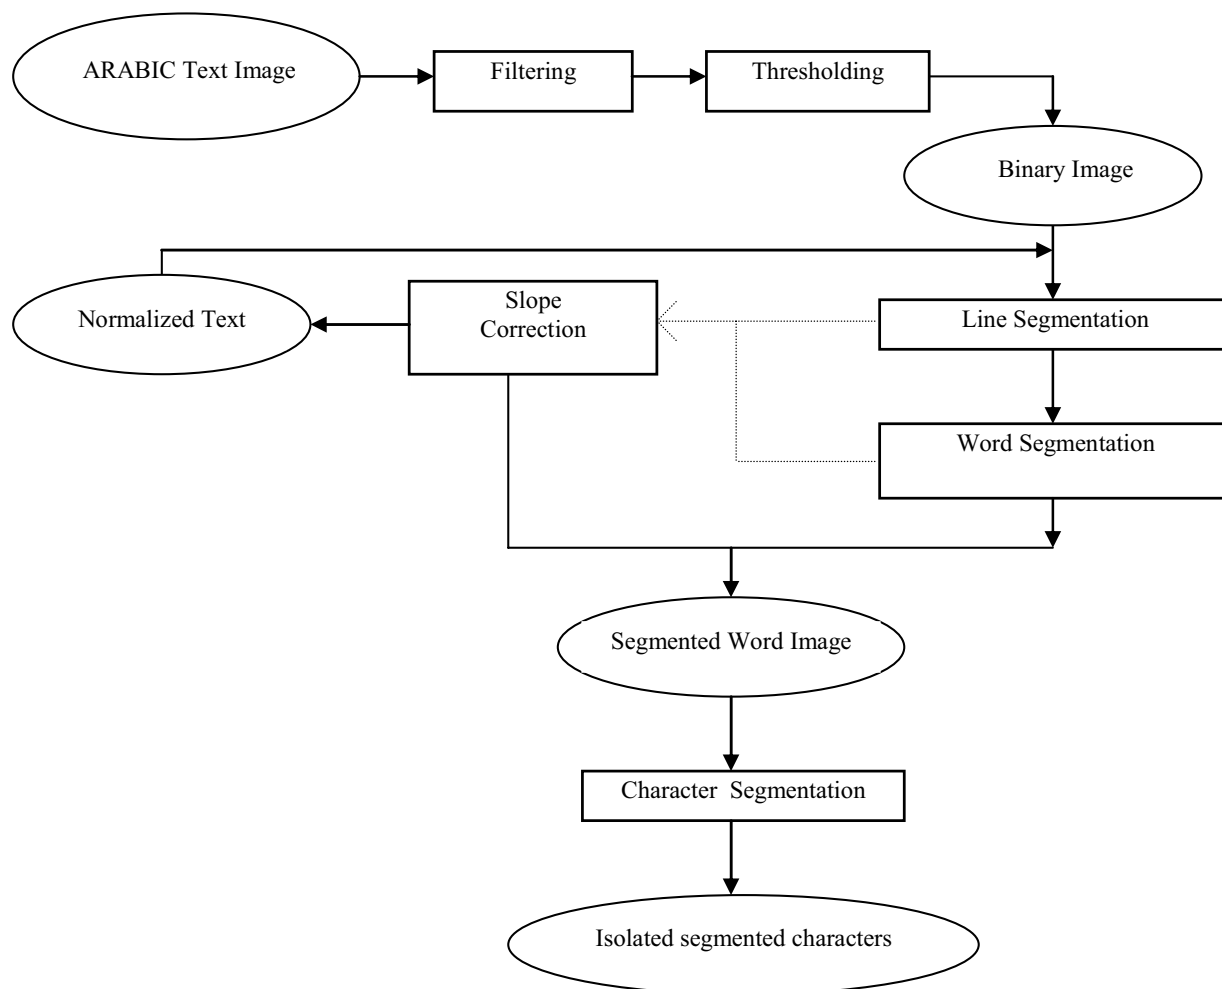 ARABIC Text Image
Filtering
Thresholding
Binary Image
Normalized Text
Slope
Correction
Line Segmentation
Word Segmentation
Segmented Word Image
Character  Segmentation
Isolated segmented characters